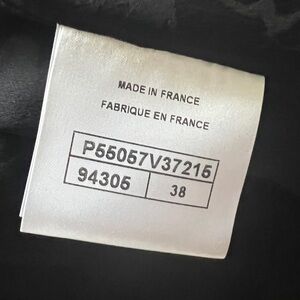 MADE IN FRANCE
FABRIQUE EN FRANCE
P55057V37215
94305 38